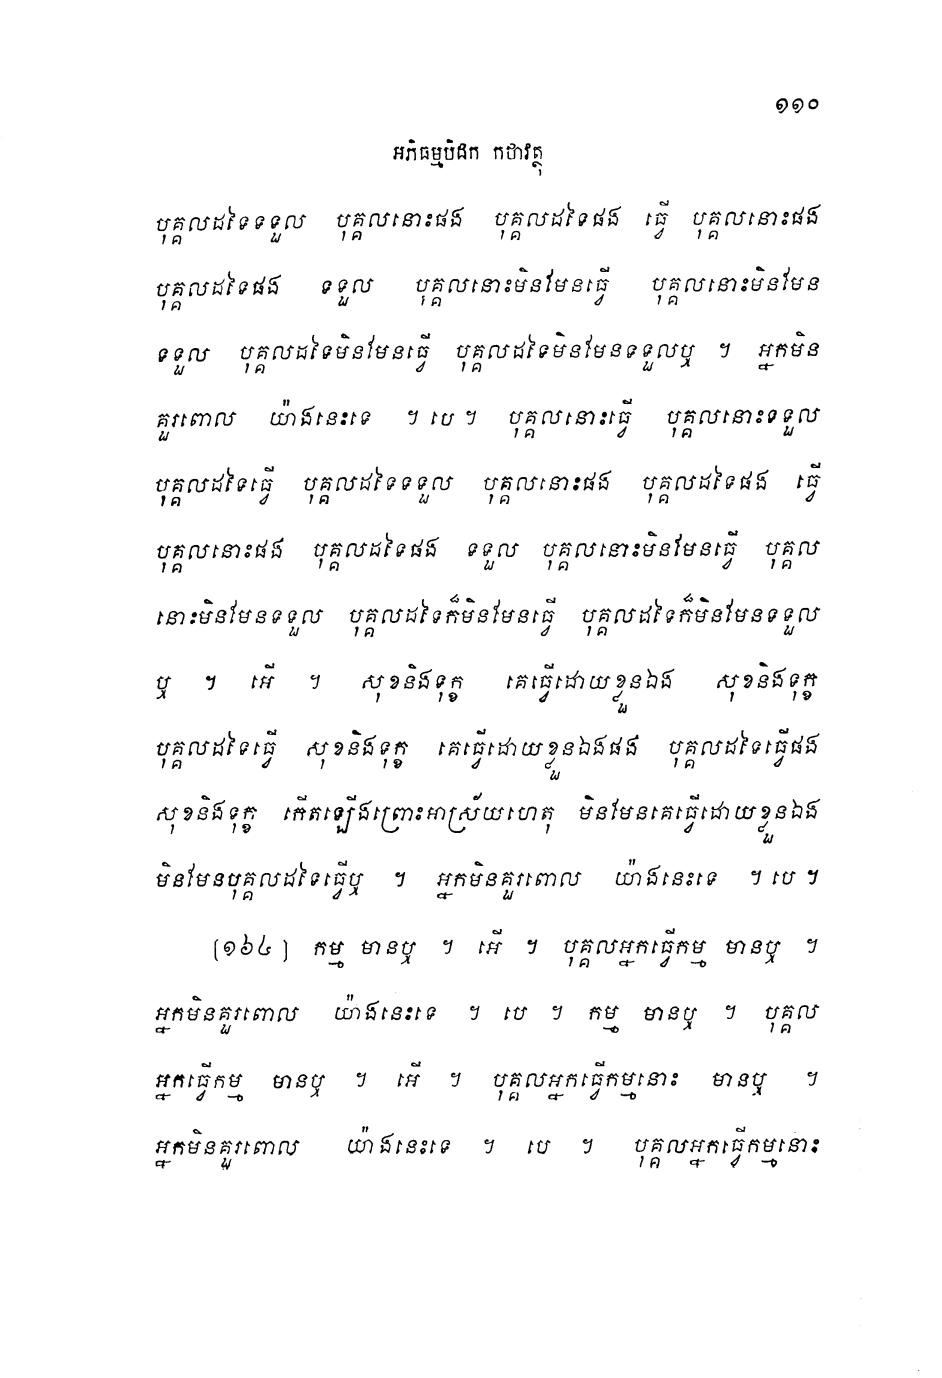 ១១០
អភិធម្មបិដក កថាវត្ថុ
បុគ្គលដទៃទទួល បុគ្គលនោះផង បុគ្គលដទៃផង ធ្វើ បុគ្គលនោះផង
បុគ្គលដទៃផង ទទួល បុគ្គលនោះមិនមែនធ្វើ បុគ្គលនោះមិនមែន
ទទួល បុគ្គលដទៃមិនមែនធ្វើ បុគ្គលដទៃមិនមែនទទួលឬ ។ អ្នកមិន
គួរពោល យ៉ាងនេះទេ ។ បេ ។ បុគ្គលនោះធ្វើ បុគ្គលនោះទទួល
បុគ្គលដទៃធ្វើ បុគ្គលដទៃទទួល បុគ្គលនោះផង បុគ្គលដទៃផង ធ្វើ
បុគ្គលនោះផង បុគ្គលដទៃផង ទទួល បុគ្គលនោះមិនមែនធ្វើ បុគ្គល
នោះមិនមែនទទួល បុគ្គលដទៃក៏មិនមែនធ្វើ បុគ្គលដទៃក៏មិនមែនទទួល
ឬ ។ អើ ។ សុខនិងទុក្ខ គេធ្វើដោយខ្លួនឯង សុខនិងទុក្ខ
បុគ្គលដទៃធ្វើ សុខនិងទុក្ខ គេធ្វើដោយខ្លួនឯងផង បុគ្គលដទៃធ្វើផង
សុខនិងទុក្ខ កើតឡើងព្រោះអាស្រ័យហេតុ មិនមែនគេធ្វើដោយខ្លួនឯង
មិនមែនបុគ្គលដទៃធ្វើឬ ។ អ្នកមិនគួរពោល យ៉ាងនេះទេ ។ បេ ។
[១៦៤] កម្ម មានឬ ។ អើ ។ បុគ្គលអ្នកធ្វើកម្ម មានឬ ។
អ្នកមិនគួរពោល យ៉ាងនេះទេ ។ បេ ។ កម្ម មានឬ ។ បុគ្គល
អ្នកធ្វើកម្ម មានឬ ។ អើ ។ បុគ្គលអ្នកធ្វើកម្មនោះ មានឬ ។
អ្នកមិនគួរពោល យ៉ាងនេះទេ ។ បេ ។ បុគ្គលអ្នកធ្វើកម្មនោះ